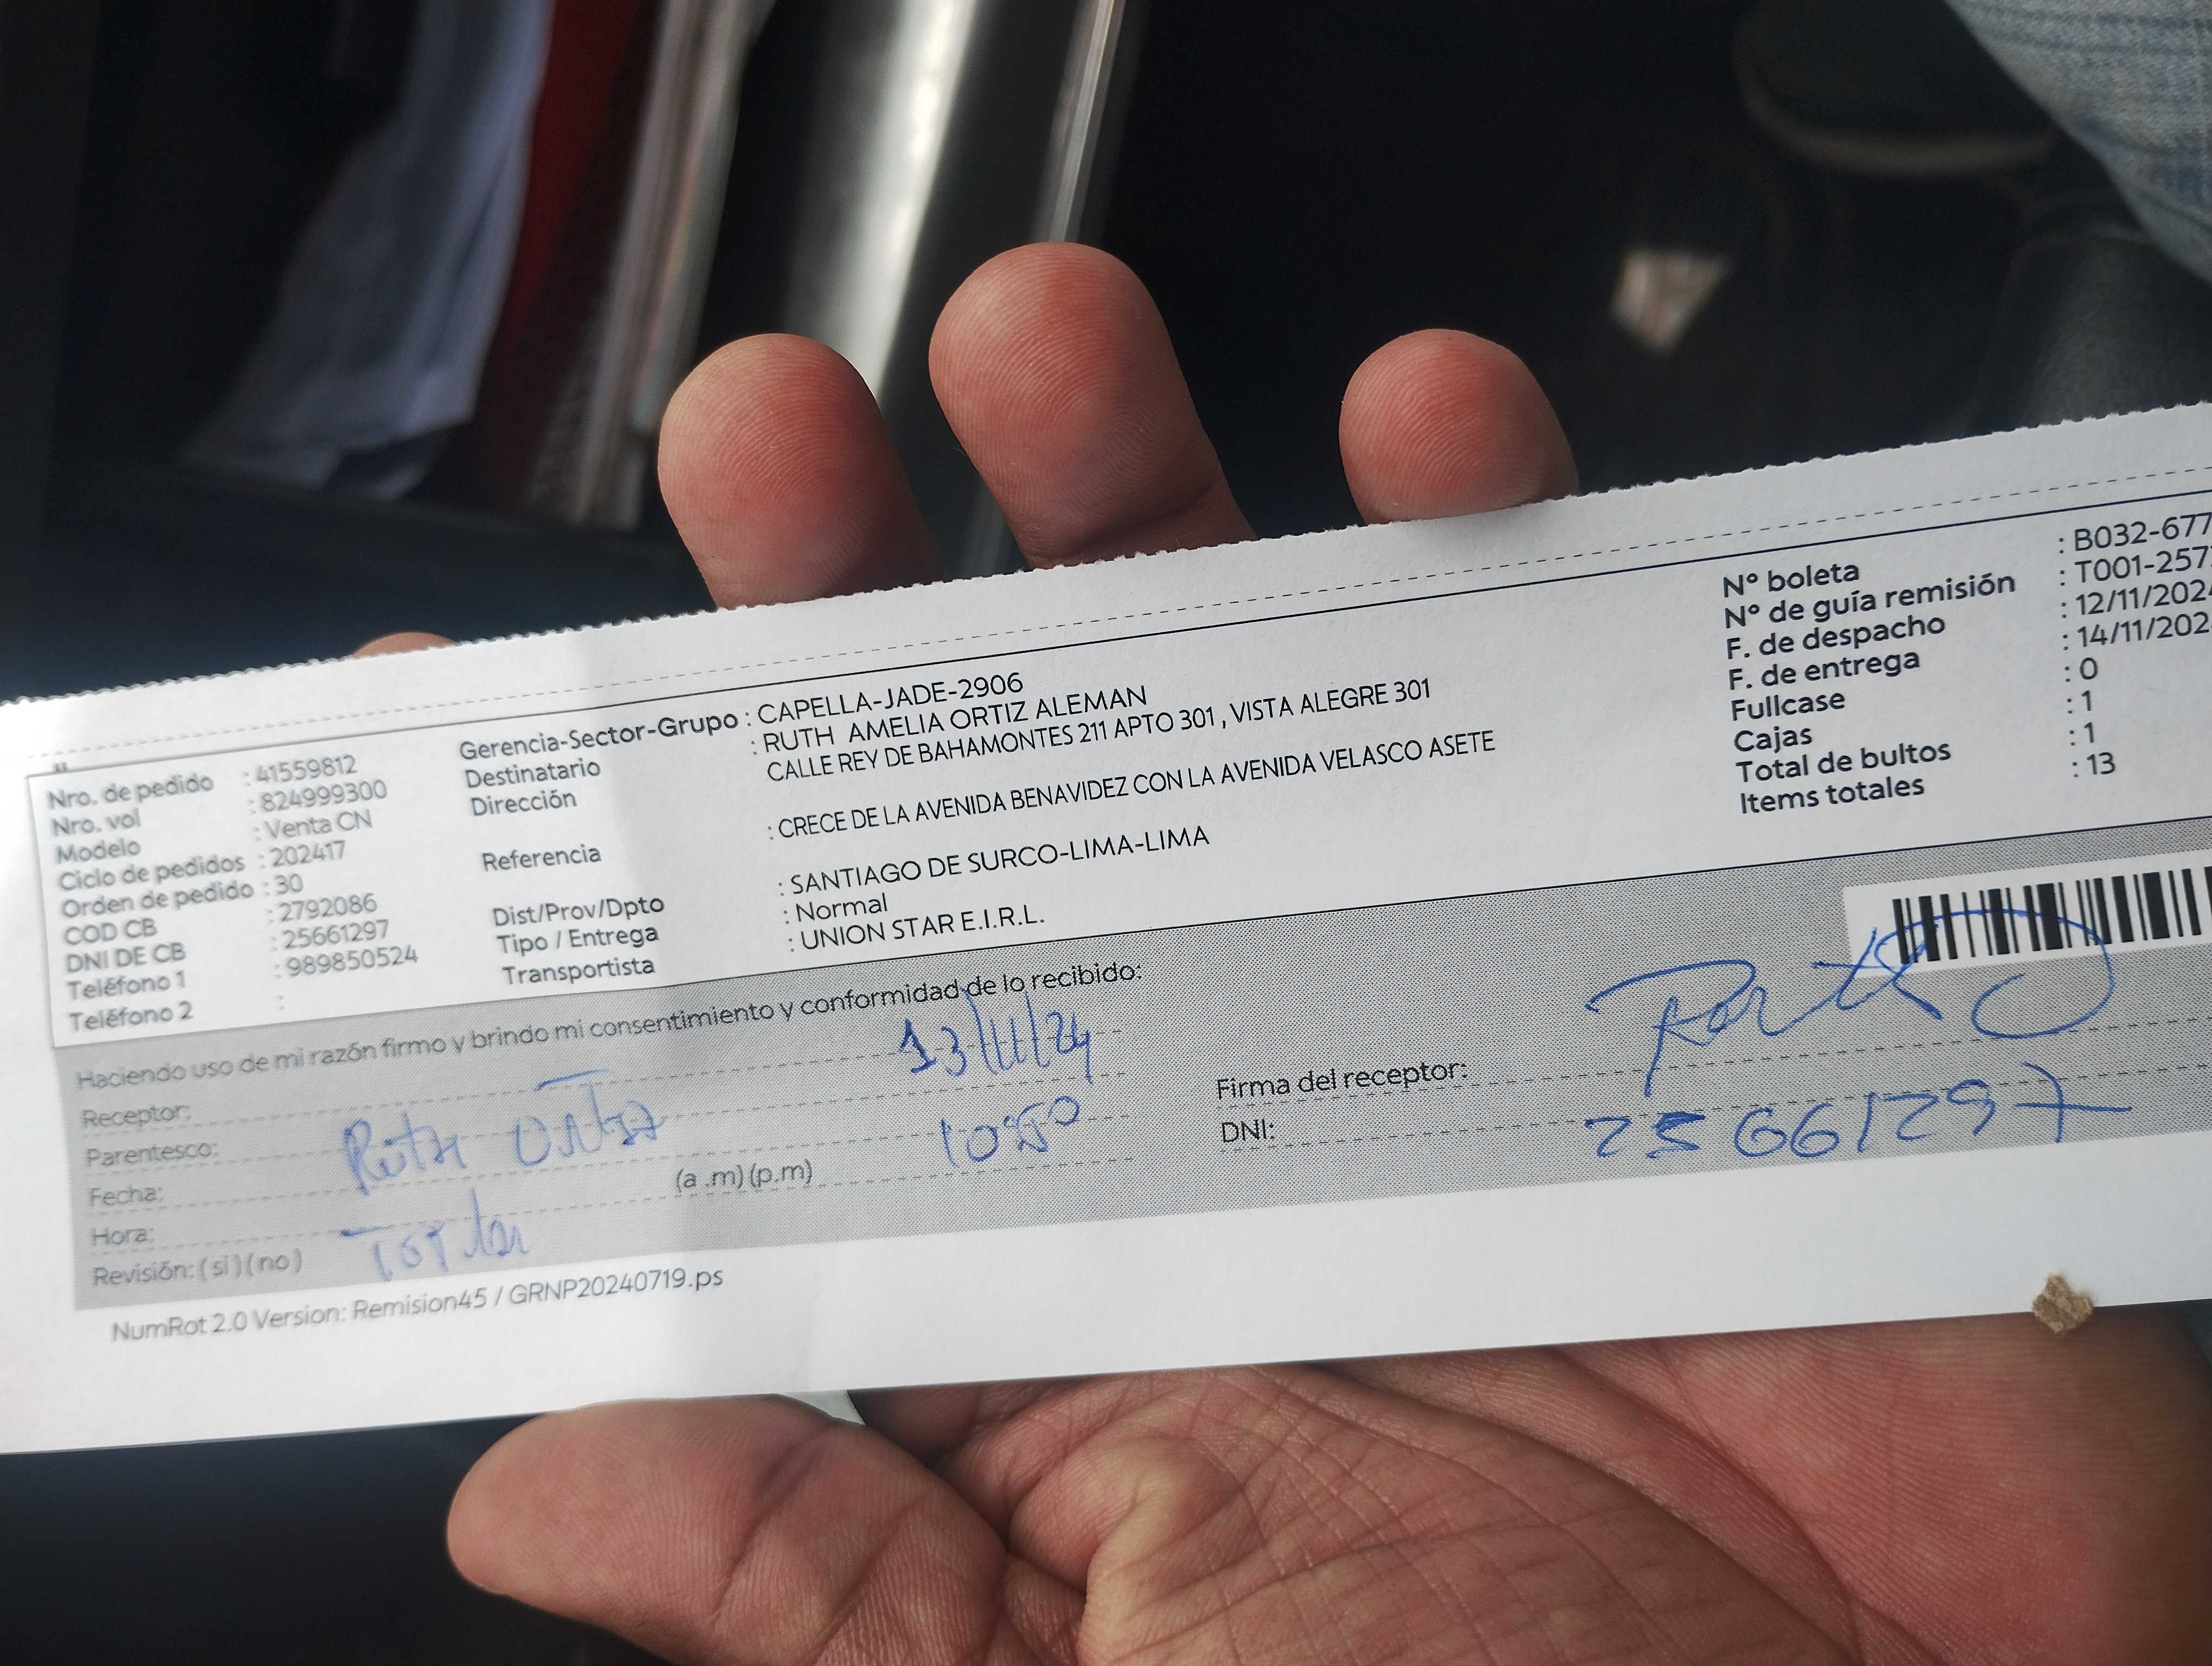 Nro. de pedido : 41559812
Nro. vol : 824999300
Modelo : Venta CN
Ciclo de pedidos : 202417
Orden de pedido : 30
COD CB : 2792086
DNI DE CB : 25661297
Teléfono 1 : 989850524
Teléfono 2 :
Gerencia-Sector-Grupo : CAPELLA-JADE-2906
Destinatario : RUTH AMELIA ORTIZ ALEMAN
Dirección CALLE REY DE BAHAMONTES 211 APTO 301 , VISTA ALEGRE 301
Referencia : CRECE DE LA AVENIDA BENAVIDEZ CON LA AVENIDA VELASCO ASETE
Dist/Prov/Dpto : SANTIAGO DE SURCO-LIMA-LIMA
Tipo / Entrega : Normal
Transportista : UNION STAR E.I.R.L.
N° boleta : B032-677
N° de guía remisión : T001-257
F. de despacho : 12/11/202
F. de entrega : 14/11/202
Fullcase : 0
Cajas : 1
Total de bultos : 1
Items totales : 13
Haciendo uso de mi razón firmo y brindo mi consentimiento y conformidad de lo recibido:
Receptor:
Parentesco: Ruth Ortiz
Fecha: 13/11/24
Hora: (a .m) (p.m)
Revisión: ( si ) ( no )
Firma del receptor:
DNI: 25661297
NumRot 2.0 Version: Remision45 / GRNP20240719.ps